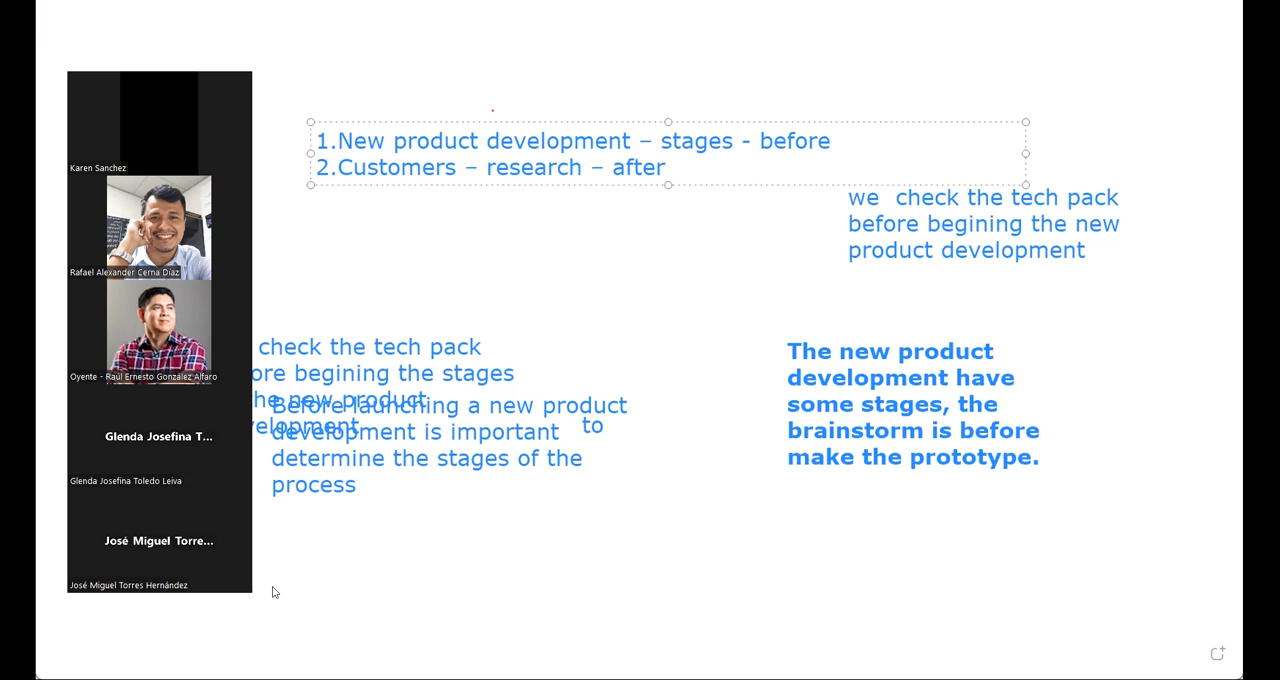 1.New product development – stages - before
2.Customers – research – after
we check the tech pack
before begining the new
product development
Karen Sanchez
Rafael Alexander Cerna Díaz
Oyente - Raúl Ernesto González Alfaro
Glenda Josefina T...
Glenda Josefina Toledo Leiva
José Miguel Torre...
José Miguel Torres Hernández
check the tech pack
ore begining the stages
he new product
velopment
Before launching a new product
development is important to
determine the stages of the
process
The new product
development have
some stages, the
brainstorm is before
make the prototype.